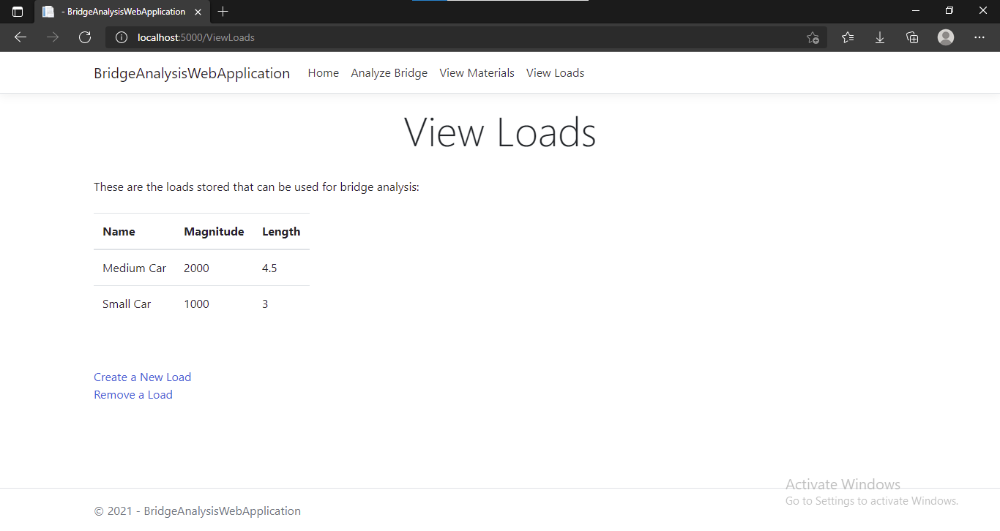 - BridgeAnalysisWebApplication
localhost:5000/ViewLoads
BridgeAnalysisWebApplication Home Analyze Bridge View Materials View Loads
View Loads
These are the loads stored that can be used for bridge analysis:
Name Magnitude Length
Medium Car 2000 4.5
Small Car 1000 3
Create a New Load
Remove a Load
Activate Windows
Go to Settings to activate Windows.
© 2021 - BridgeAnalysisWebApplication